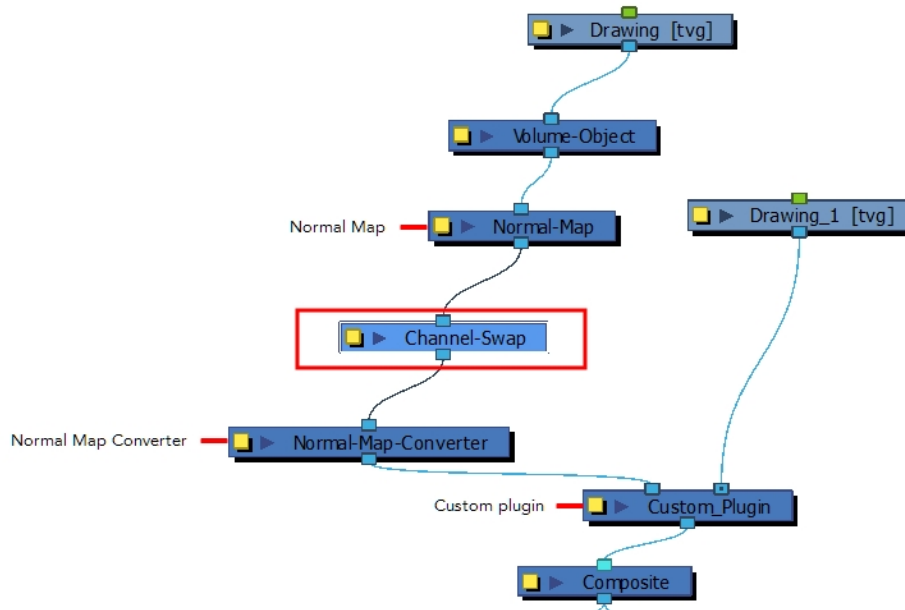 Drawing [tvg]
Volume-Object
Normal Map
Normal-Map
Drawing_1 [tvg]
Channel-Swap
Normal Map Converter
Normal-Map-Converter
Custom plugin
Custom_Plugin
Composite